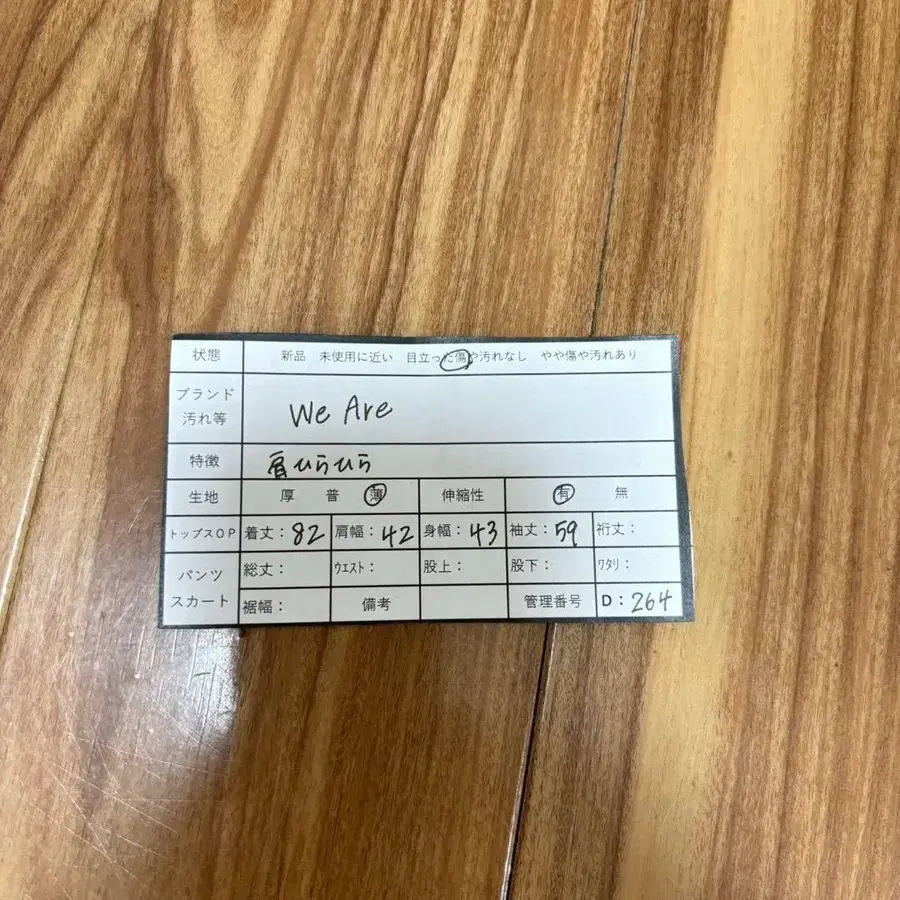 状態 新品 未使用に近い 目立った傷や汚れなし やや傷や汚れあり
ブランド
汚れ等 We Are
特徴 肩ひらひら
生地 厚 普 薄 伸縮性 有 無
トップスOP 着丈:82 肩幅:42 身幅:43 袖丈:59 裄丈:
パンツ 総丈: ウエスト: 股上: 股下: ワタリ:
スカート 裾幅: 備考 管理番号 D:264